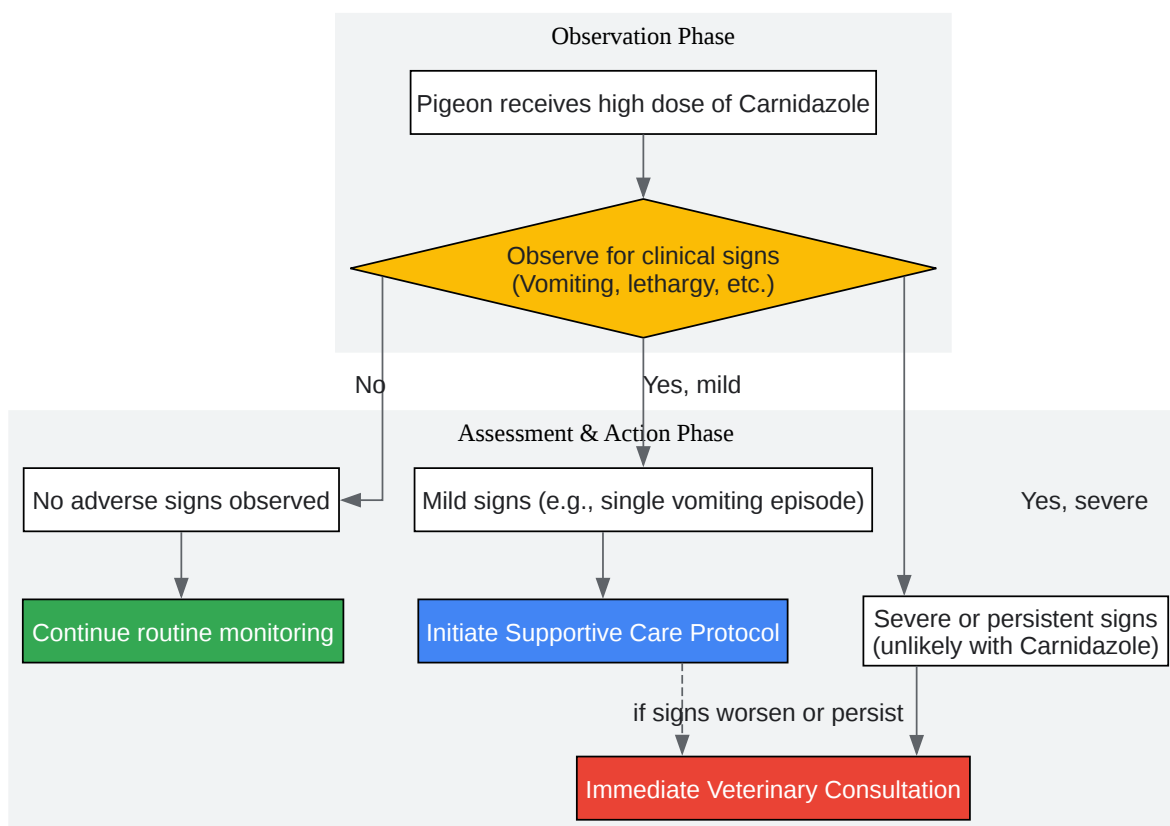 Observation Phase
Pigeon receives high dose of Carnidazole
Observe for clinical signs
(Vomiting, lethargy, etc.)
No
Yes, mild
Assessment & Action Phase
No adverse signs observed
Mild signs (e.g., single vomiting episode)
Yes, severe
Continue routine monitoring
Initiate Supportive Care Protocol
Severe or persistent signs
(unlikely with Carnidazole)
if signs worsen or persist
Immediate Veterinary Consultation